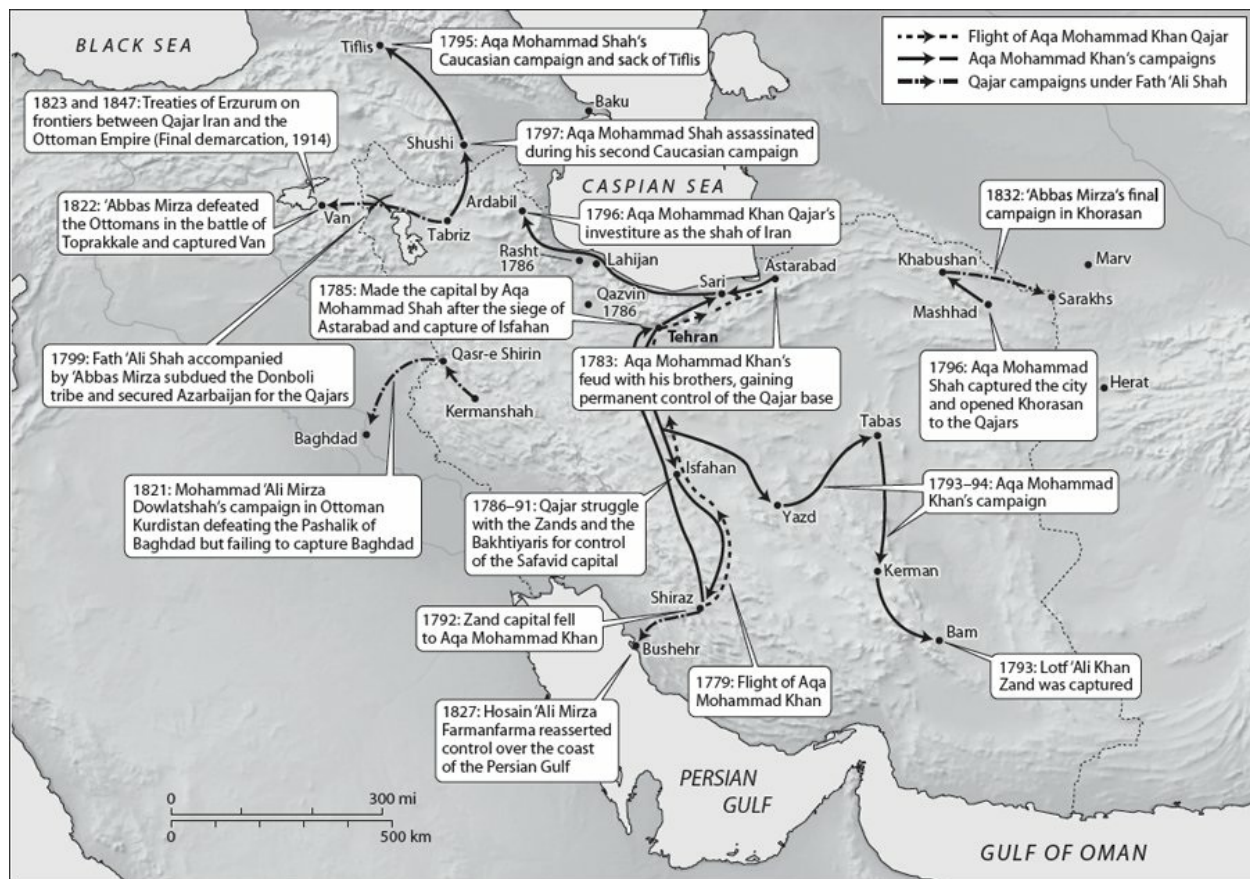 BLACK SEA
Tiflis
1795: Aqa Mohammad Shah's
Caucasian campaign and sack of Tiflis
Flight of Aqa Mohammad Khan Qajar
Aqa Mohammad Khan's campaigns
Qajar campaigns under Fath 'Ali Shah
1823 and 1847: Treaties of Erzurum on
frontiers between Qajar Iran and the
Ottoman Empire (Final demarcation, 1914)
Baku
Shushi
1797: Aqa Mohammad Shah assassinated
during his second Caucasian campaign
CASPIAN SEA
1832: 'Abbas Mirza's final
campaign in Khorasan
1822: 'Abbas Mirza defeated
the Ottomans in the battle of
Toprakkale and captured Van
Van
Tabriz
Ardabil
1796: Aqa Mohammad Khan Qajar's
investiture as the shah of Iran
Rasht
1786
Lahijan
Qazvin
1786
Sari
Astarabad
Khabushan
Marv
Sarakhs
Mashhad
1785: Made the capital by Aqa
Mohammad Shah after the siege of
Astarabad and capture of Isfahan
Tehran
1799: Fath 'Ali Shah accompanied
by 'Abbas Mirza subdued the Donboli
tribe and secured Azarbaijan for the Qajars
Qasr-e Shirin
Kermanshah
Baghdad
1783: Aqa Mohammad Khan's
feud with his brothers, gaining
permanent control of the Qajar base
1796: Aqa Mohammad
Shah captured the city
and opened Khorasan
to the Qajars
Herat
Tabas
Isfahan
Yazd
1793–94: Aqa Mohammad
Khan's campaign
1821: Mohammad 'Ali Mirza
Dowlatshah's campaign in Ottoman
Kurdistan defeating the Pashalik of
Baghdad but failing to capture Baghdad
1786–91: Qajar struggle
with the Zands and the
Bakhtiyaris for control
of the Safavid capital
Kerman
Shiraz
1792: Zand capital fell
to Aqa Mohammad Khan
Bushehr
Bam
1779: Flight of Aqa
Mohammad Khan
1793: Lotf 'Ali Khan
Zand was captured
1827: Hosain 'Ali Mirza
Farmanfarma reasserted
control over the coast
of the Persian Gulf
PERSIAN
GULF
0 300 mi
0 500 km
GULF OF OMAN